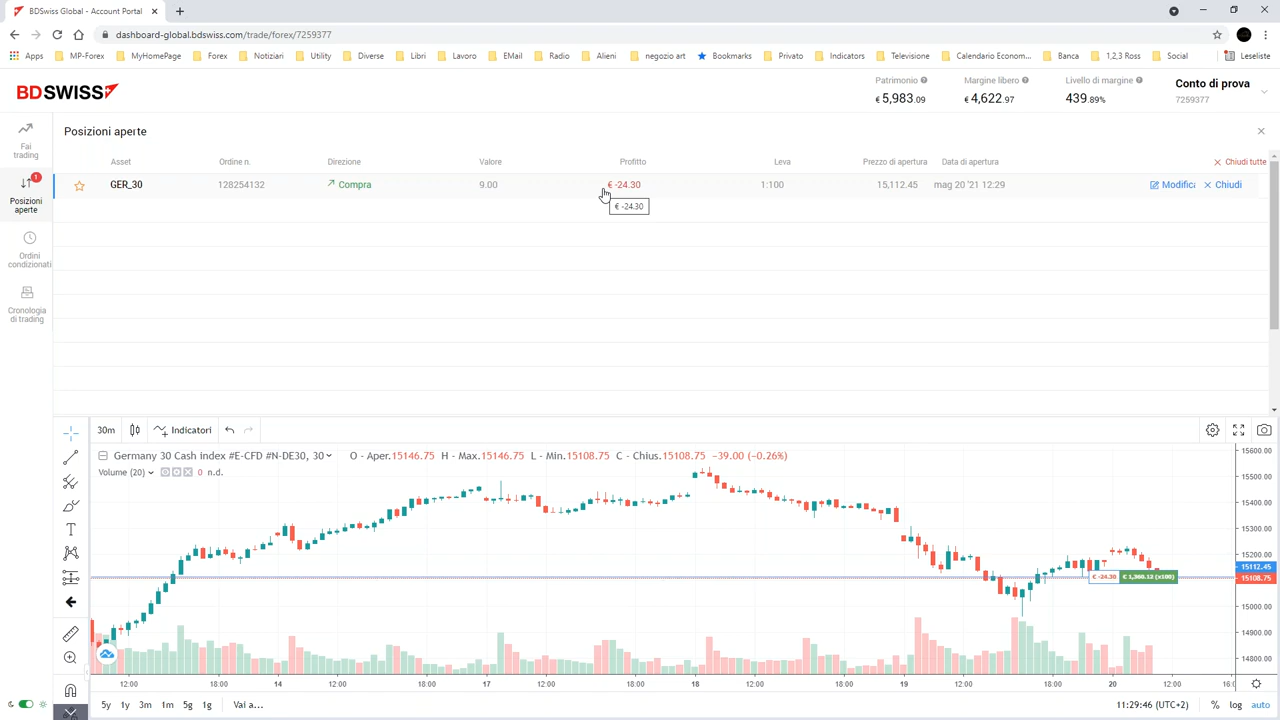 BDSwiss Global - Account Portal
dashboard-global.bdswiss.com/trade/forex/7259377
Apps MP-Forex MyHomePage Forex Notiziari Utility Diverse Libri Lavoro EMail Radio Alieni negozio art Bookmarks Privato Indicators Televisione Calendario Econom... Banca 1,2,3 Ross Social Leseliste
BDSWISS
Patrimonio Margine libero Livello di margine Conto di prova
€ 5,983.09 € 4,622.97 439.89% 7259377
Fai
trading
1
Posizioni
aperte
Ordini
condizionati
Cronologia
di trading
Posizioni aperte
Asset Ordine n. Direzione Valore Profitto Leva Prezzo di apertura Data di apertura Chiudi tutte
GER_30 128254132 Compra 9.00 € -24.30 1:100 15,112.45 mag 20 '21 12:29 Modifica Chiudi
€ -24.30
30m Indicatori
Germany 30 Cash index #E-CFD #N-DE30, 30 O - Aper.15146.75 H - Max.15146.75 L - Min.15108.75 C - Chius.15108.75 −39.00 (−0.26%)
Volume (20) 0 n.d.
15600.00
15500.00
15400.00
15300.00
15200.00
15112.45
15108.75
15000.00
14900.00
14800.00
€ -24.30 € 1,360.12 (x100)
12:00 18:00 14 12:00 18:00 17 12:00 18:00 18 12:00 18:00 19 12:00 18:00 20 12:00
5y 1y 3m 1m 5g 1g Vai a... 11:29:46 (UTC+2) % log auto